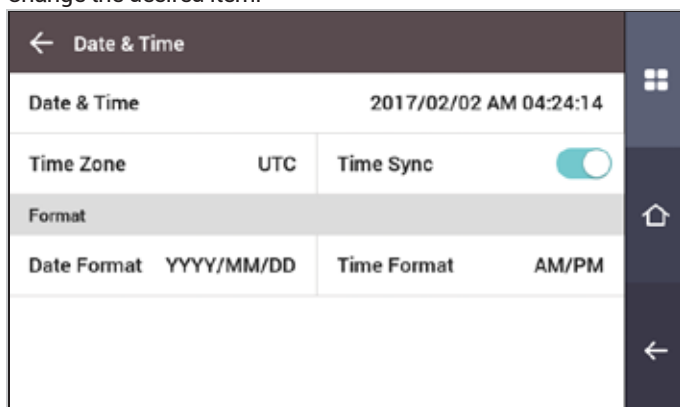 Change the desired item.
← Date & Time
Date & Time 2017/02/02 AM 04:24:14
Time Zone UTC Time Sync
Format
Date Format YYYY/MM/DD Time Format AM/PM